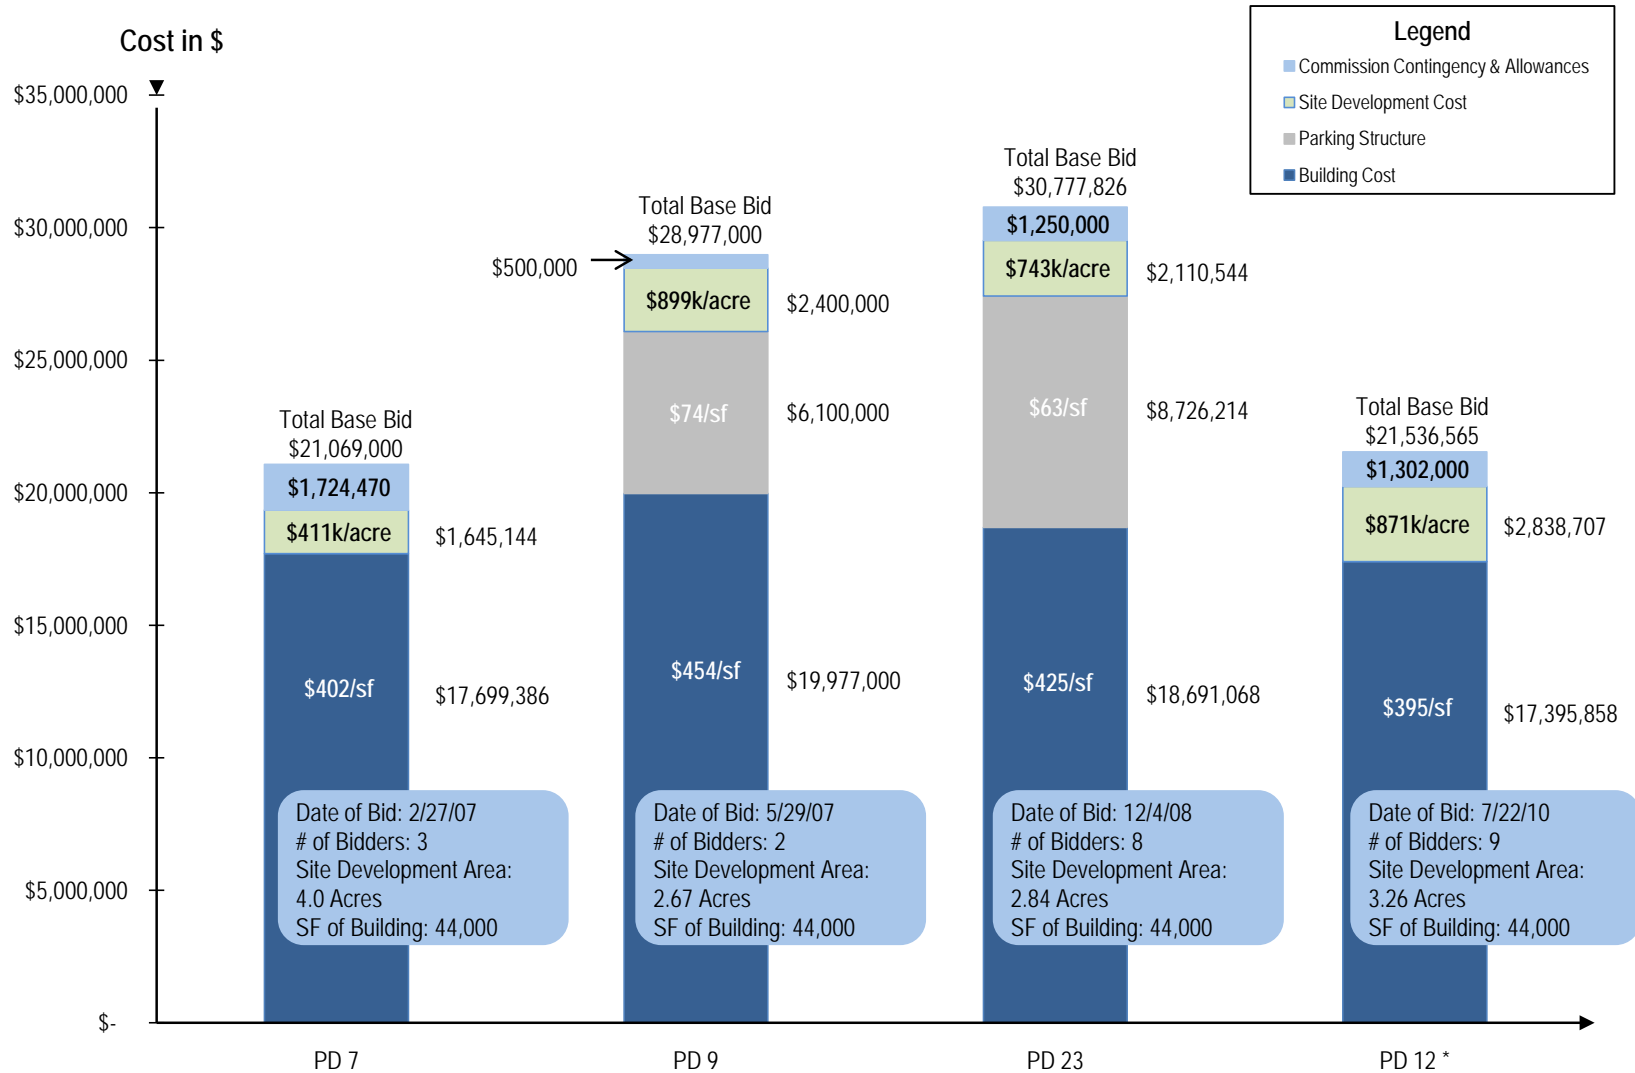 Cost in $
Legend
Commission Contingency & Allowances
Site Development Cost
Parking Structure
Building Cost
$35,000,000
$30,000,000
$25,000,000
$20,000,000
$15,000,000
$10,000,000
$5,000,000
$-
Total Base Bid
$21,069,000
$1,724,470
$411k/acre
$1,645,144
$402/sf
$17,699,386
Date of Bid: 2/27/07
# of Bidders: 3
Site Development Area:
4.0 Acres
SF of Building: 44,000
PD 7
Total Base Bid
$28,977,000
$500,000
$899k/acre
$2,400,000
$74/sf
$6,100,000
$454/sf
$19,977,000
Date of Bid: 5/29/07
# of Bidders: 2
Site Development Area:
2.67 Acres
SF of Building: 44,000
PD 9
Total Base Bid
$30,777,826
$1,250,000
$743k/acre
$2,110,544
$63/sf
$8,726,214
$425/sf
$18,691,068
Date of Bid: 12/4/08
# of Bidders: 8
Site Development Area:
2.84 Acres
SF of Building: 44,000
PD 23
Total Base Bid
$21,536,565
$1,302,000
$871k/acre
$2,838,707
$395/sf
$17,395,858
Date of Bid: 7/22/10
# of Bidders: 9
Site Development Area:
3.26 Acres
SF of Building: 44,000
PD 12 *